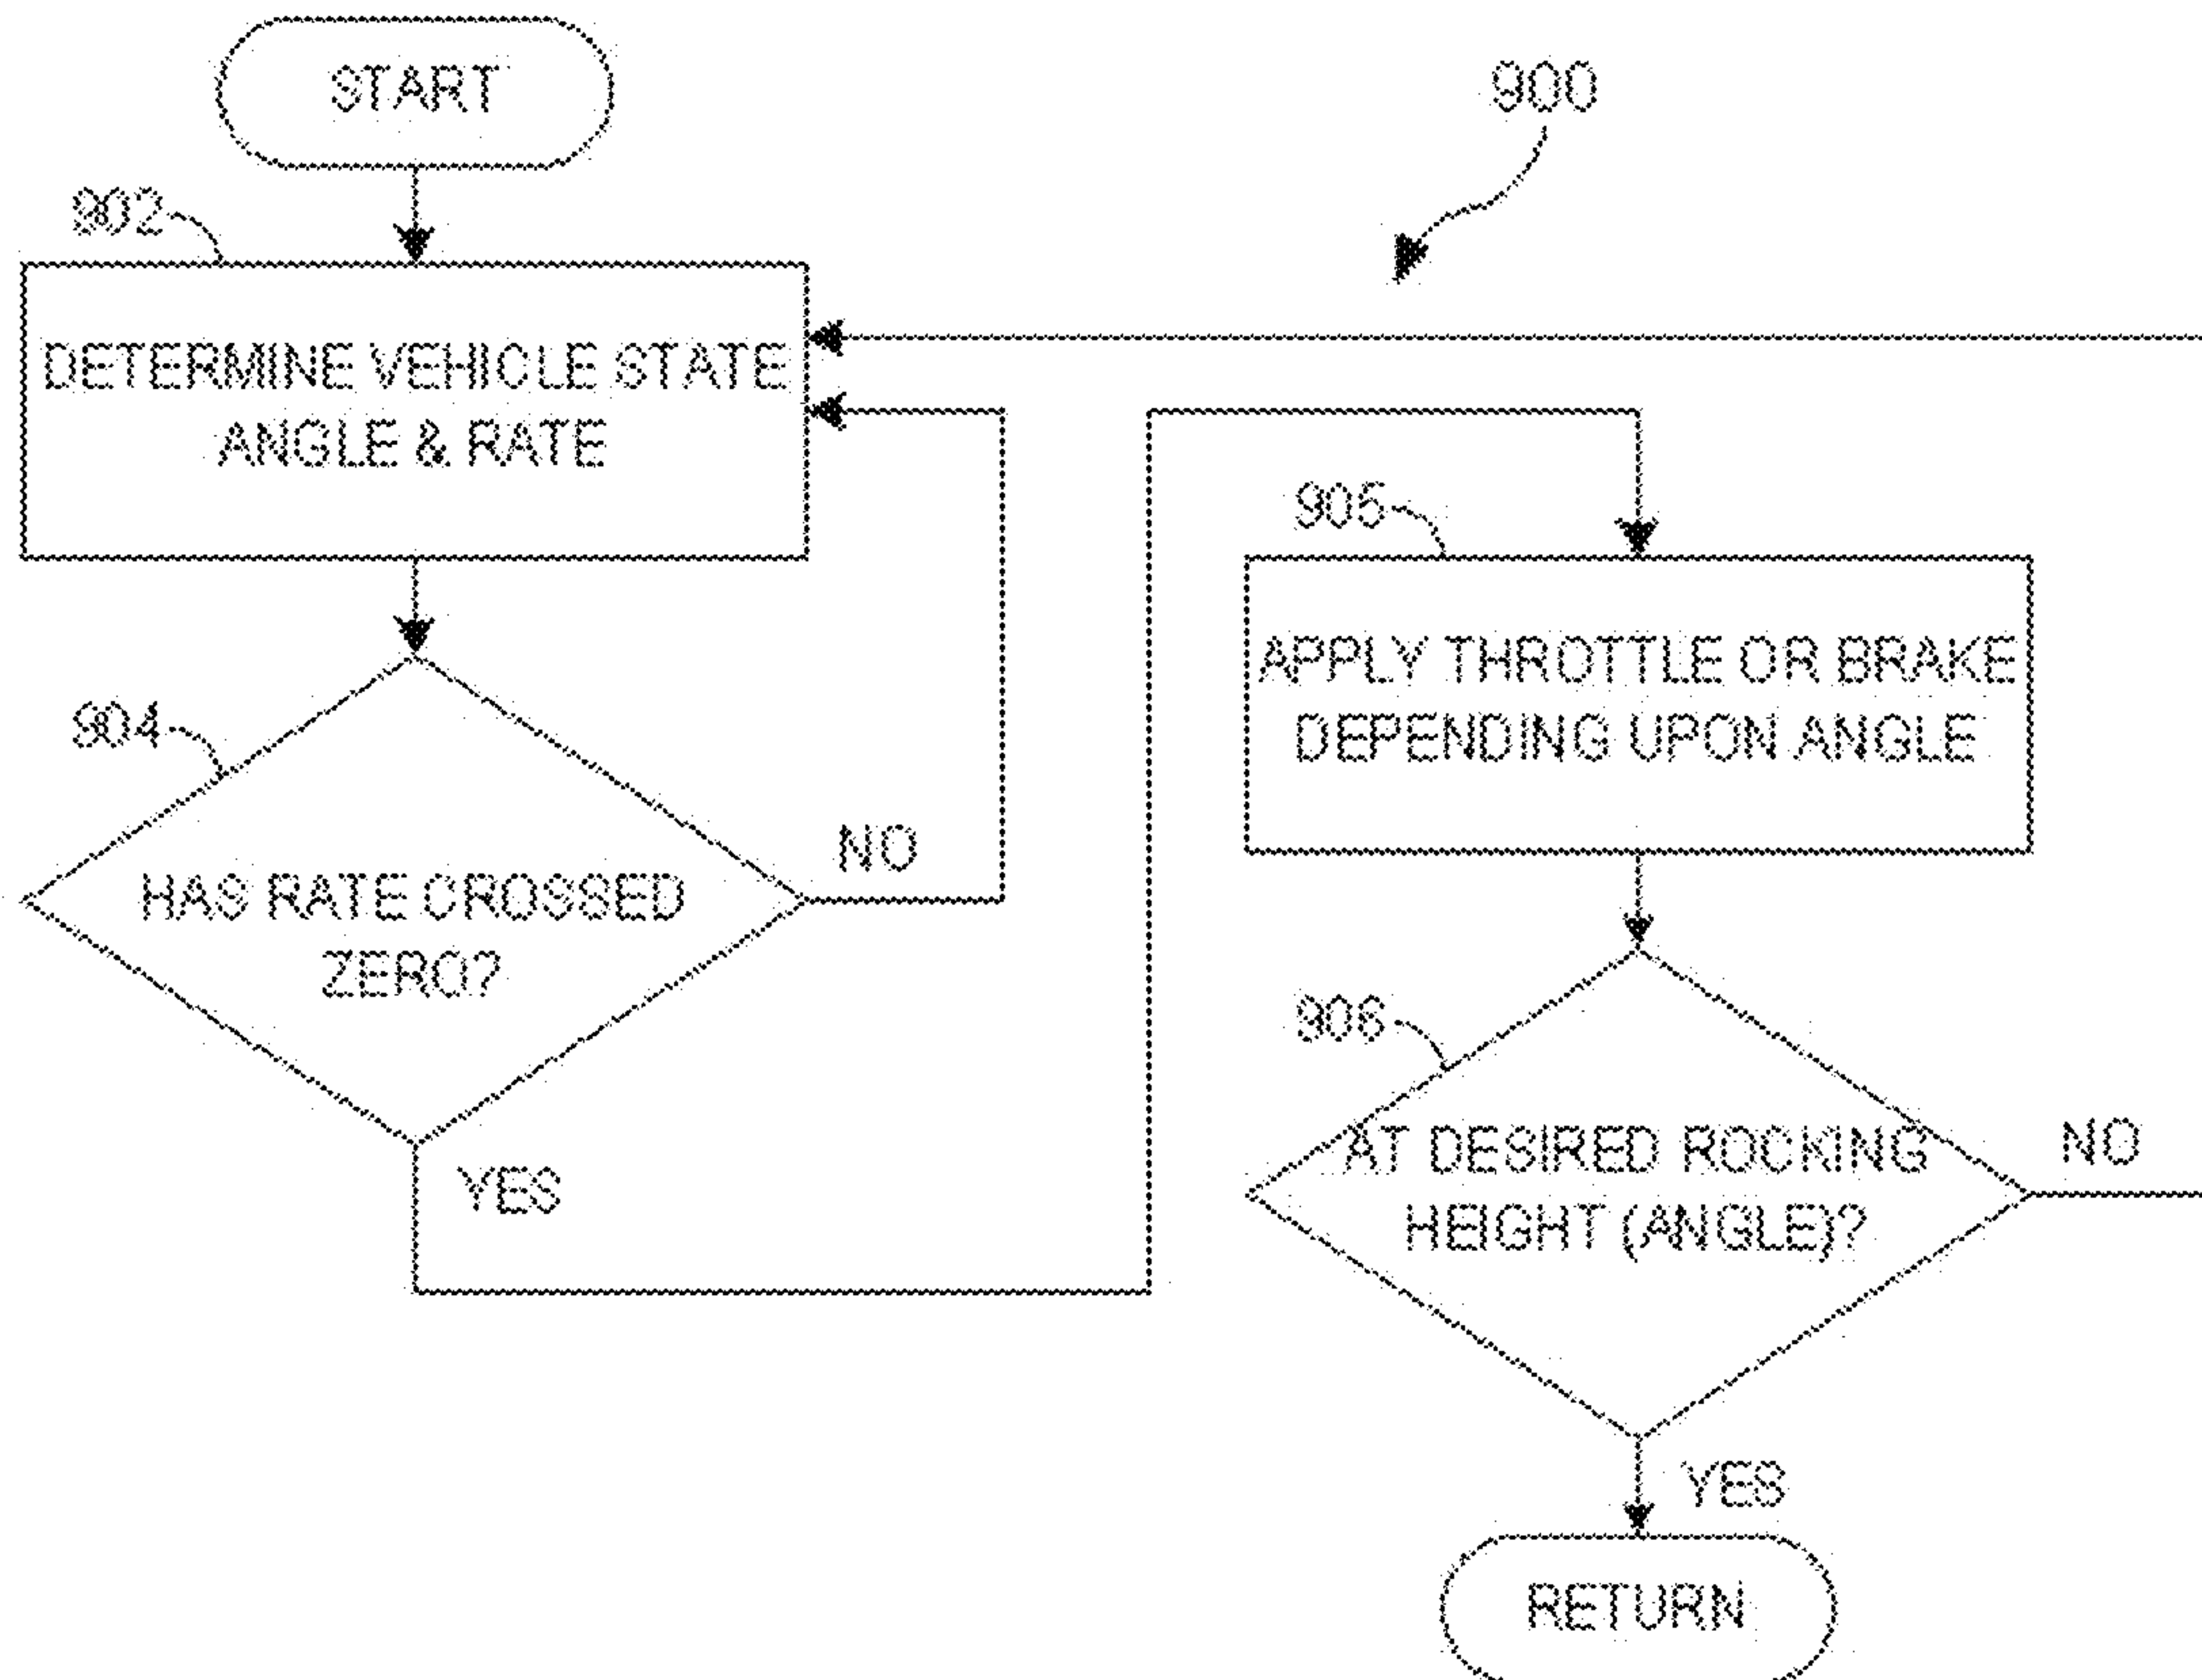 START
900
902
DETERMINE VEHICLE STATE
ANGLE & RATE
904
HAS RATE CROSSED
ZERO?
NO
YES
905
APPLY THROTTLE OR BRAKE
DEPENDING UPON ANGLE
906
AT DESIRED ROCKING
HEIGHT (ANGLE)?
NO
YES
RETURN